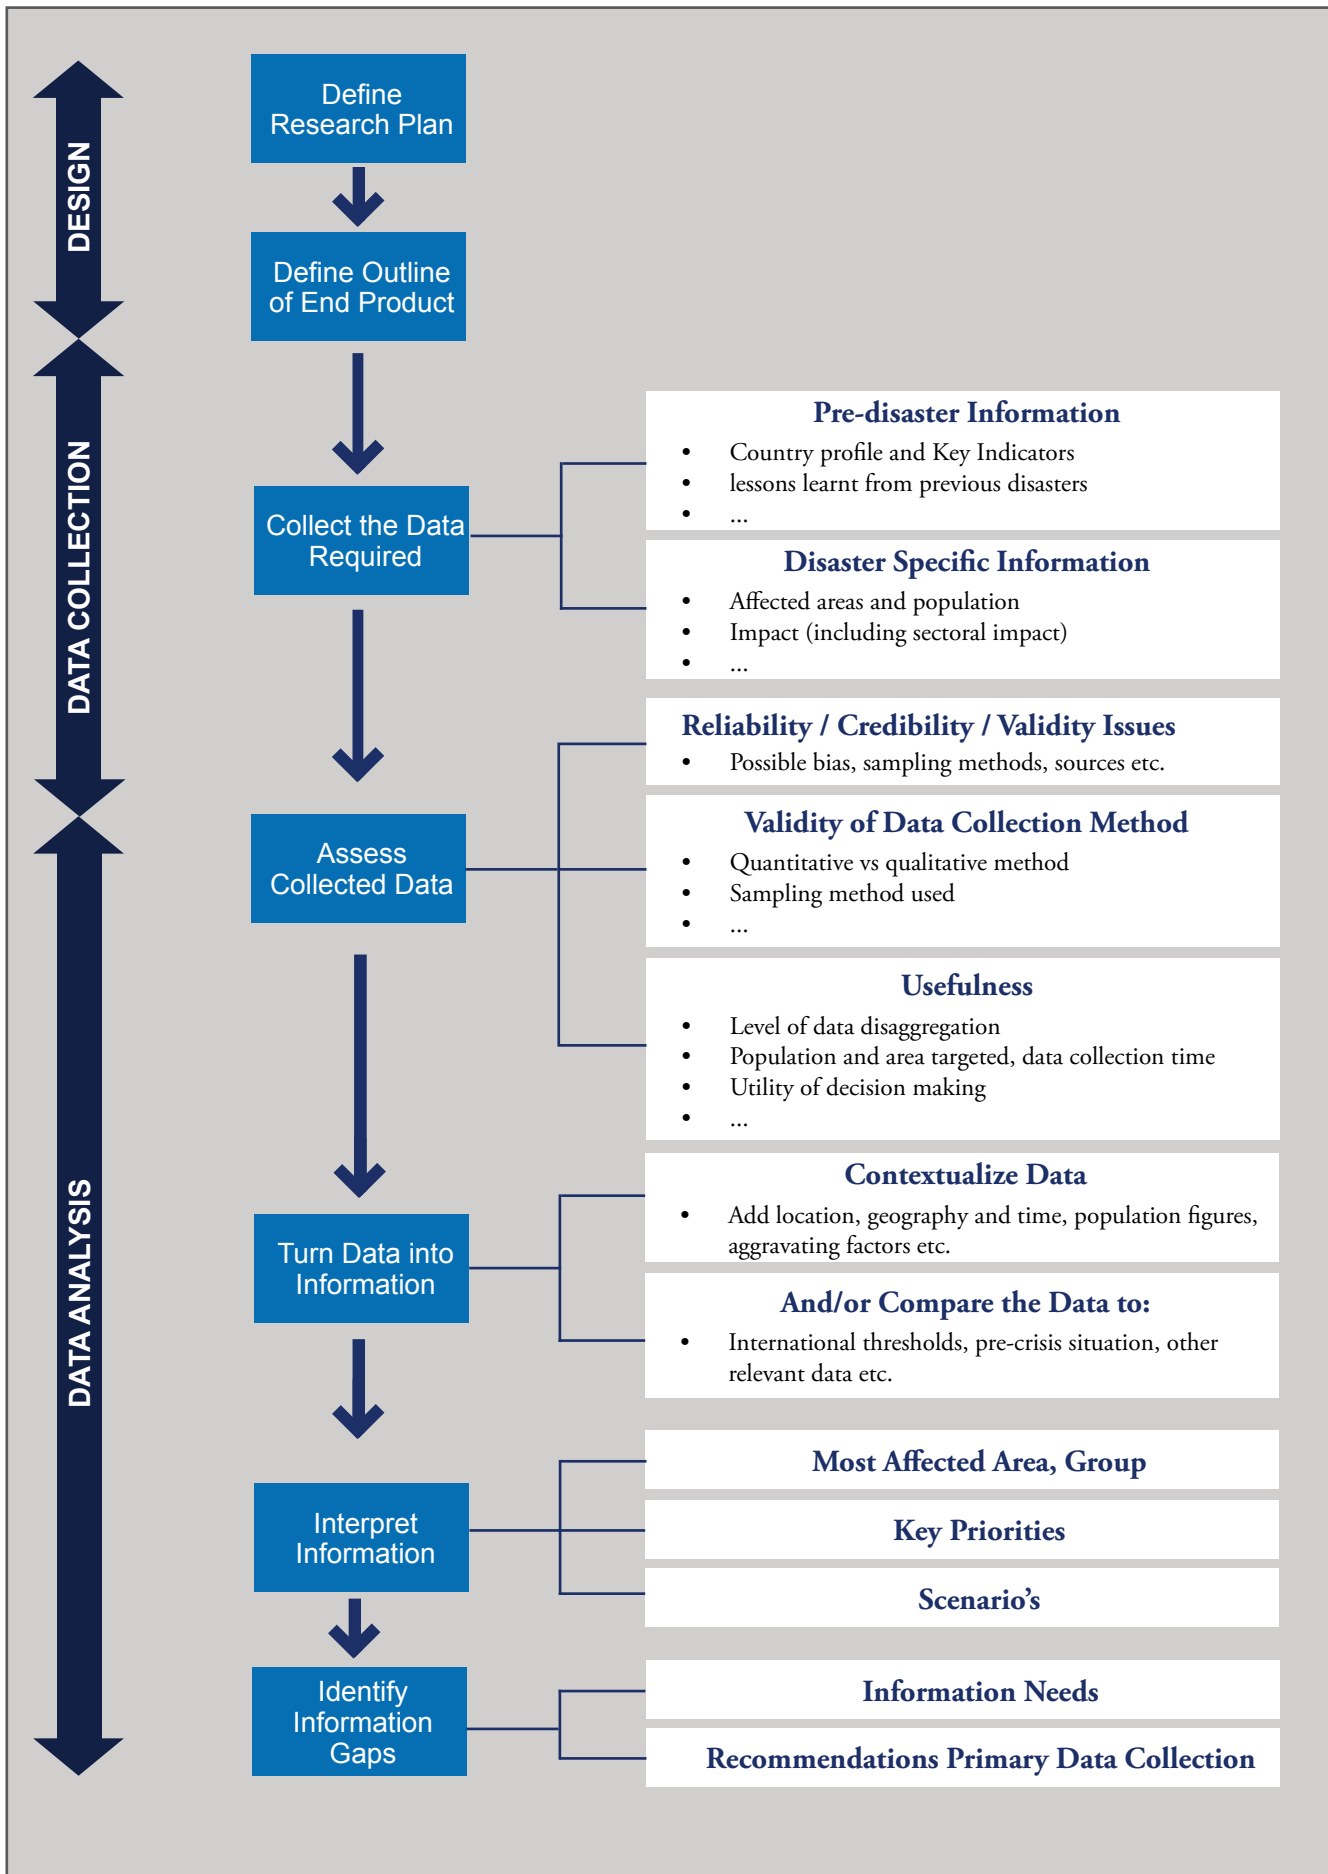 DESIGN
Define
Research Plan
Define Outline
of End Product
DATA COLLECTION
Collect the Data
Required
Pre-disaster Information
• Country profile and Key Indicators
• lessons learnt from previous disasters
• ...
Disaster Specific Information
• Affected areas and population
• Impact (including sectoral impact)
• ...
DATA ANALYSIS
Assess
Collected Data
Reliability / Credibility / Validity Issues
• Possible bias, sampling methods, sources etc.
Validity of Data Collection Method
• Quantitative vs qualitative method
• Sampling method used
• ...
Usefulness
• Level of data disaggregation
• Population and area targeted, data collection time
• Utility of decision making
• ...
Turn Data into
Information
Contextualize Data
• Add location, geography and time, population figures,
aggravating factors etc.
And/or Compare the Data to:
• International thresholds, pre-crisis situation, other
relevant data etc.
Interpret
Information
Most Affected Area, Group
Key Priorities
Scenario’s
Identify
Information
Gaps
Information Needs
Recommendations Primary Data Collection